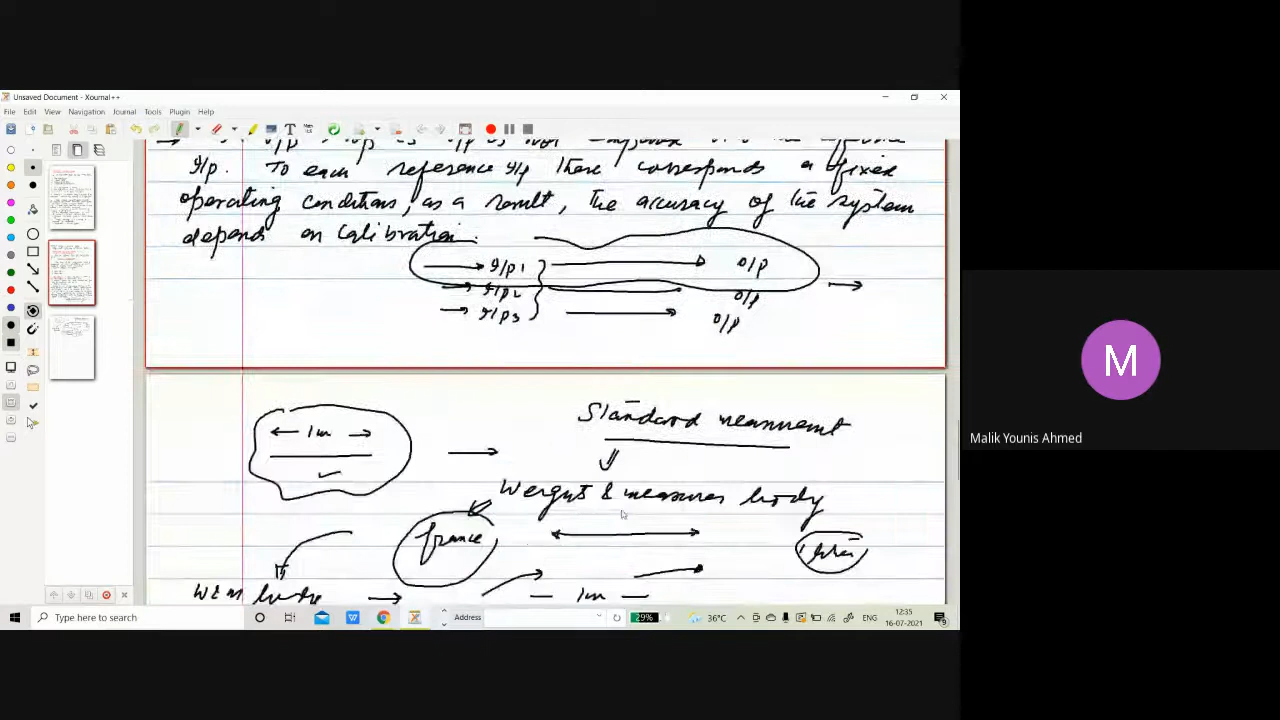 Unsaved Document - Xournal++
File Edit View Navigation Journal Tools Plugin Help
I/p. To each reference I/p there corresponds a fixed
operating conditions, as a result, the accuracy of the system
depends on Calibration.
I/p1 o/p
I/p2 o/p
I/p3 o/p
1m
Standard measurement
Weights & measures body
france
W & M body
1m
M
Malik Younis Ahmed
Type here to search
Address
29%
36°C
ENG
12:35
16-07-2021